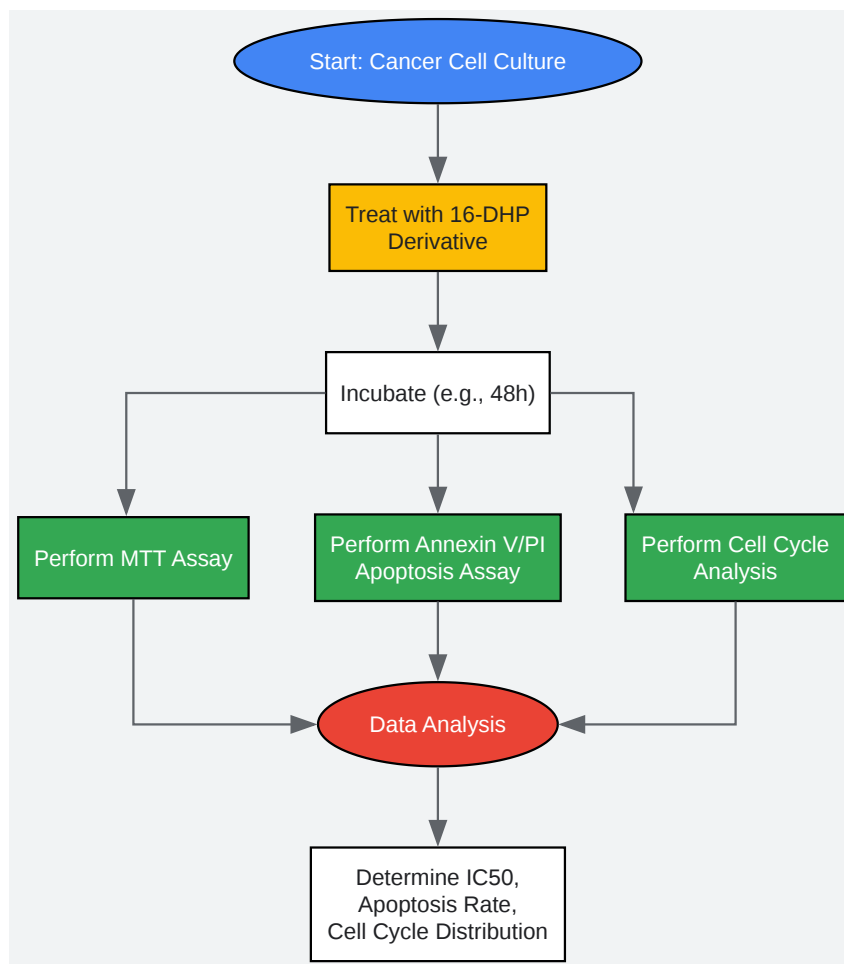 Start: Cancer Cell Culture
Treat with 16-DHP
Derivative
Incubate (e.g., 48h)
Perform MTT Assay
Perform Annexin V/PI
Apoptosis Assay
Perform Cell Cycle
Analysis
Data Analysis
Determine IC50,
Apoptosis Rate,
Cell Cycle Distribution